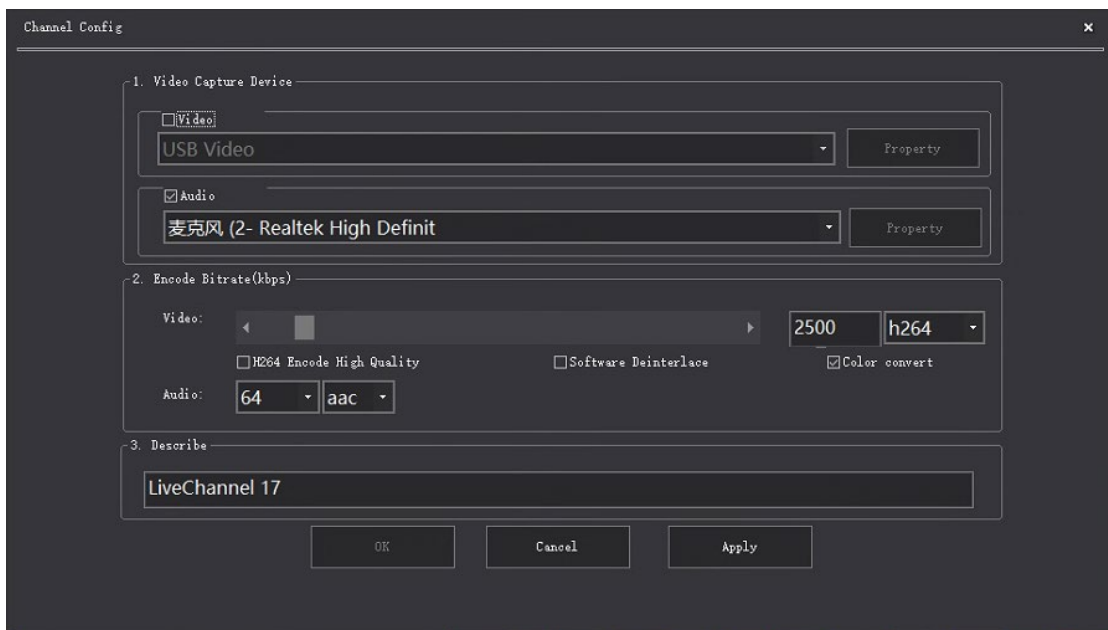 Channel Config
1. Video Capture Device
Video
USB Video
Property
Audio
麦克风 (2- Realtek High Definit
Property
2. Encode Bitrate(kbps)
Video:
2500
h264
H264 Encode High Quality
Software Deinterlace
Color convert
Audio:
64
aac
3. Describe
LiveChannel 17
OK
Cancel
Apply